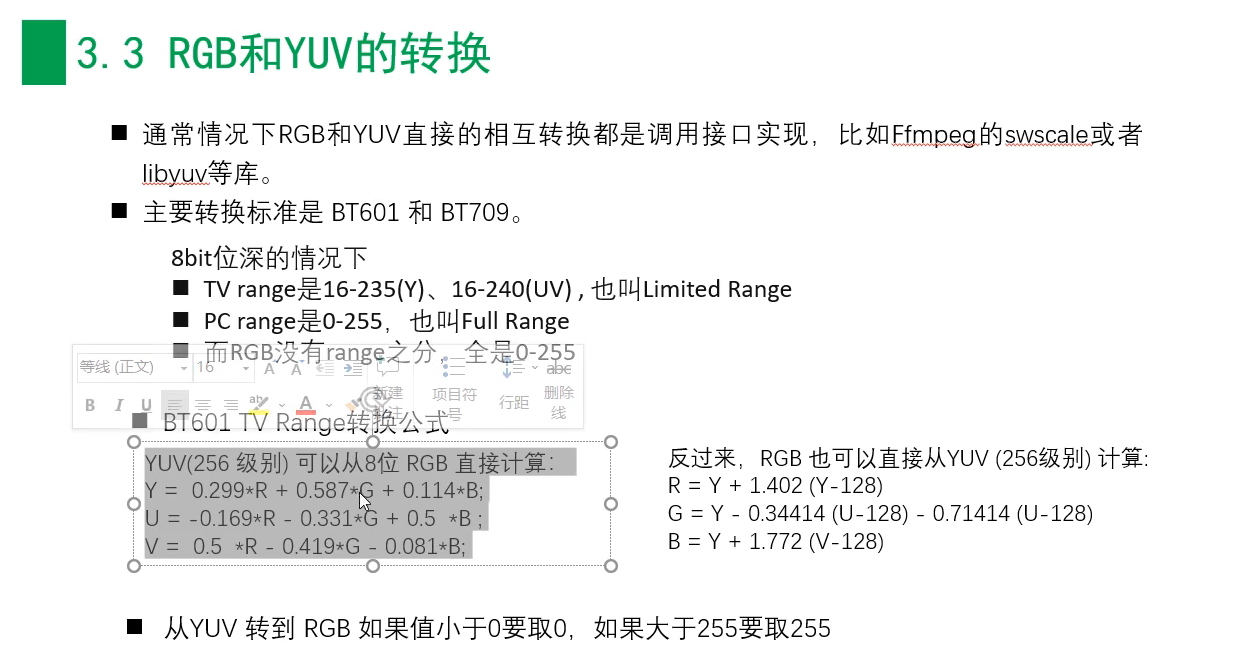 3.3 RGB和YUV的转换
■ 通常情况下RGB和YUV直接的相互转换都是调用接口实现，比如Ffmpeg的swscale或者
libyuv等库。
■ 主要转换标准是 BT601 和 BT709。
8bit位深的情况下
■ TV range是16-235(Y)、16-240(UV) , 也叫Limited Range
■ PC range是0-255，也叫Full Range
■ 而RGB没有range之分，全是0-255
等线 (正文) 16 A A abc
新建
批注
项目符
号
行距
删除
线
B I U ab A
■ BT601 TV Range转换公式
YUV(256 级别) 可以从8位 RGB 直接计算：
Y = 0.299*R + 0.587*G + 0.114*B;
U = -0.169*R - 0.331*G + 0.5 *B ;
V = 0.5 *R - 0.419*G - 0.081*B;
反过来，RGB 也可以直接从YUV (256级别) 计算:
R = Y + 1.402 (Y-128)
G = Y - 0.34414 (U-128) - 0.71414 (U-128)
B = Y + 1.772 (V-128)
■ 从YUV 转到 RGB 如果值小于0要取0，如果大于255要取255